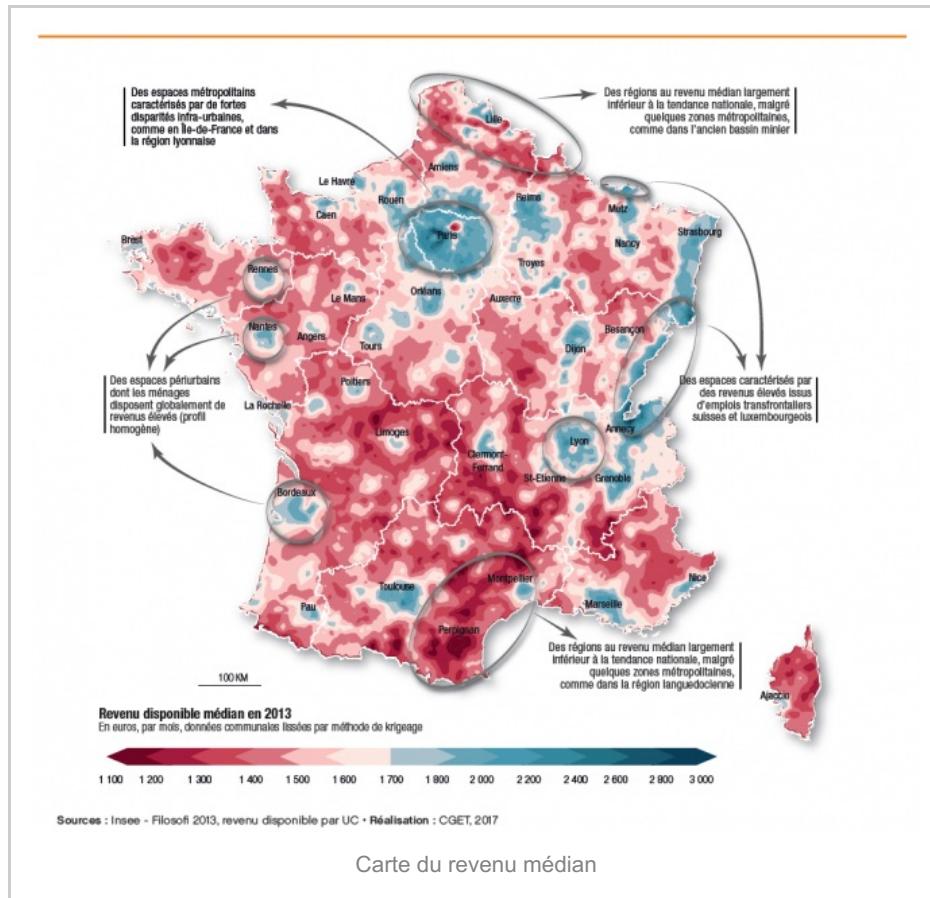 Des espaces métropolitains
caractérisés par de fortes
disparités infra-urbaines,
comme en Île-de-France et dans
la région lyonnaise
Des régions au revenu médian largement
inférieur à la tendance nationale, malgré
quelques zones métropolitaines,
comme dans l'ancien bassin minier
Lille
Amiens
Le Havre
Rouen
Reims
Caen
Metz
Paris
Strasbourg
Brest
Nancy
Rennes
Troyes
Le Mans
Orléans
Auxerre
Nantes
Angers
Besançon
Tours
Dijon
Des espaces périurbains
dont les ménages
disposent globalement de
revenus élevés (profil
homogène)
Poitiers
La Rochelle
Des espaces caractérisés par
des revenus élevés issus
d'emplois transfrontaliers
suisses et luxembourgeois
Limoges
Annecy
Lyon
Clermont-
Ferrand
St-Etienne
Grenoble
Bordeaux
Montpellier
Nice
Toulouse
Marseille
Pau
Perpignan
Des régions au revenu médian largement
inférieur à la tendance nationale, malgré
quelques zones métropolitaines,
comme dans la région languedocienne
100 KM
Ajaccio
Revenu disponible médian en 2013
En euros, par mois, données communales lissées par méthode de krigeage
1 100 1 200 1 300 1 400 1 500 1 600 1 700 1 800 2 000 2 200 2 400 2 600 2 800 3 000
Sources : Insee - Filosofi 2013, revenu disponible par UC • Réalisation : CGET, 2017
Carte du revenu médian